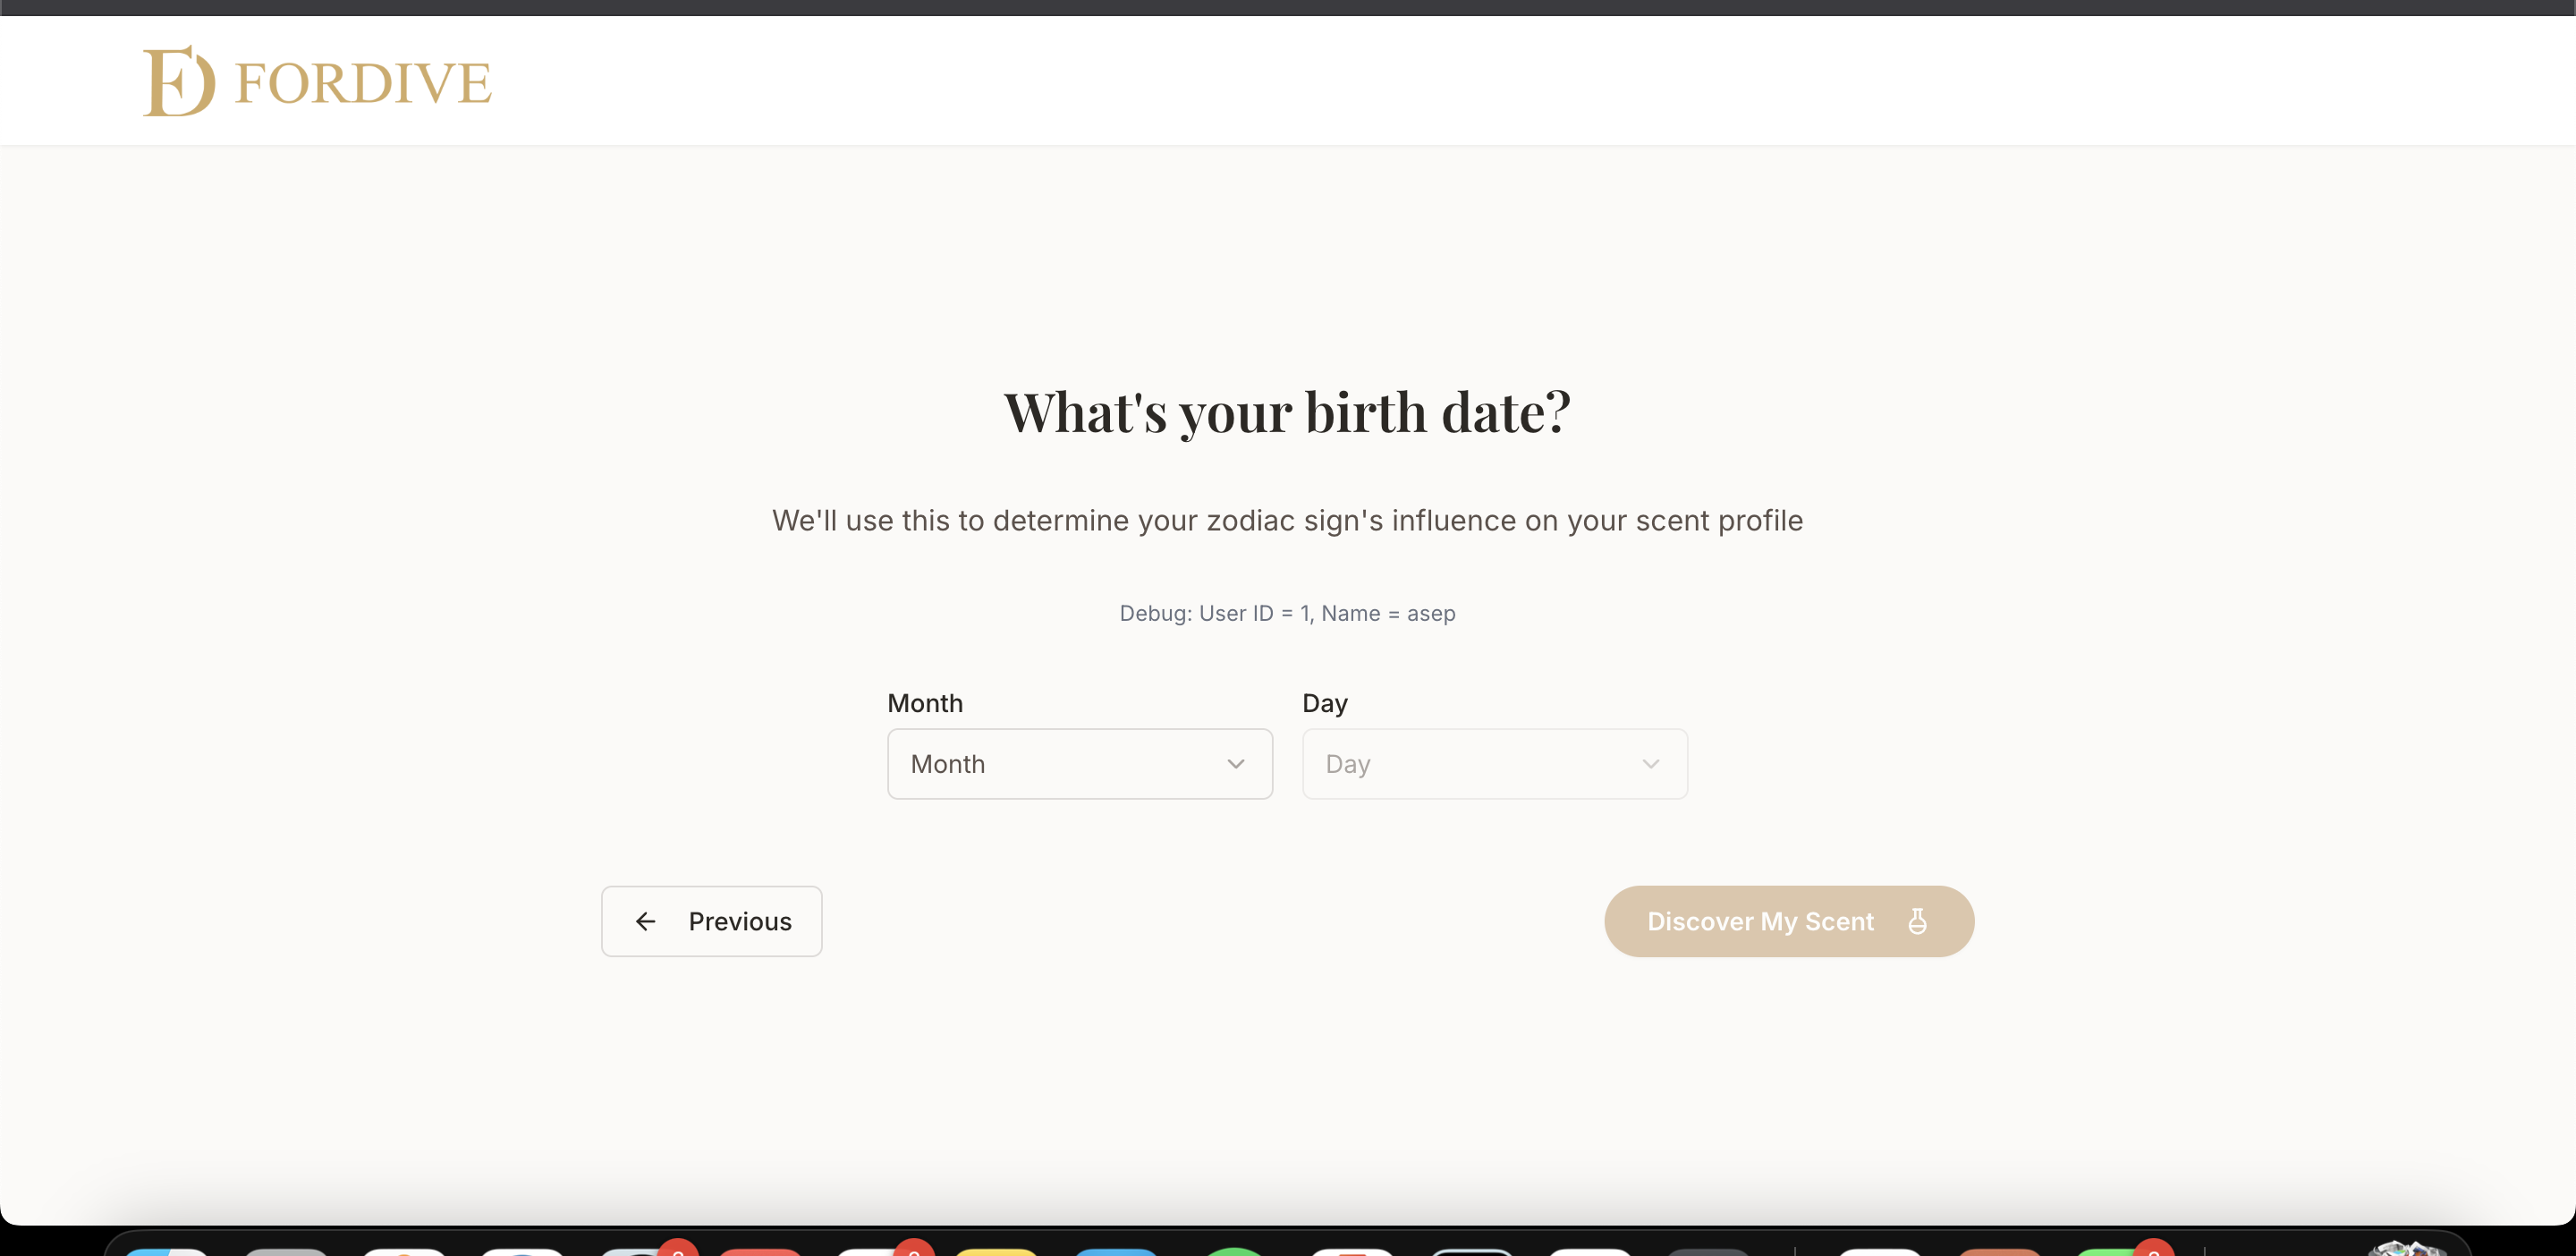 FORDIVE
What's your birth date?
We'll use this to determine your zodiac sign's influence on your scent profile
Debug: User ID = 1, Name = asep
Month Day
Month Day
Previous Discover My Scent